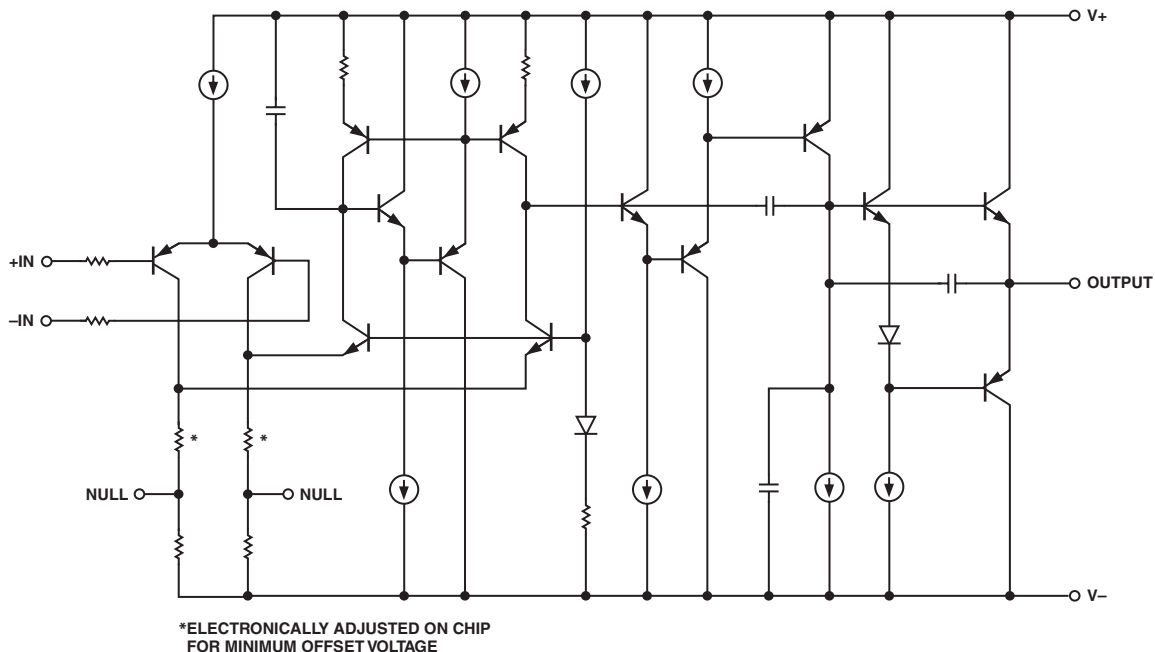 V+
+IN
–IN
OUTPUT
*
*
NULL
NULL
V–
*ELECTRONICALLY ADJUSTED ON CHIP
FOR MINIMUM OFFSET VOLTAGE